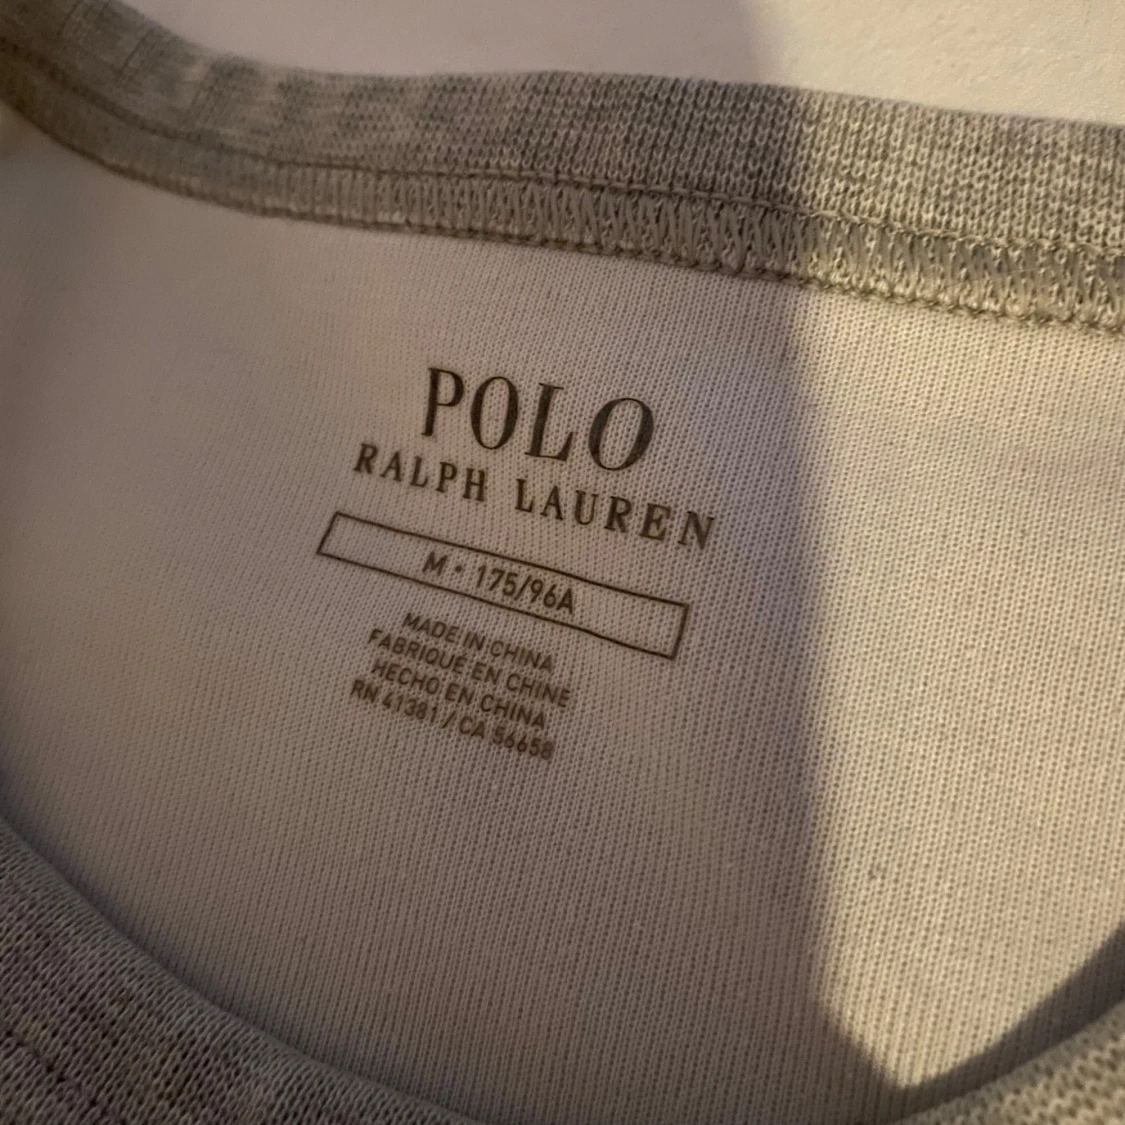 POLO
RALPH LAUREN
M • 175/96A
MADE IN CHINA
FABRIQUÉ EN CHINE
HECHO EN CHINA
RN 41381 / CA 56658